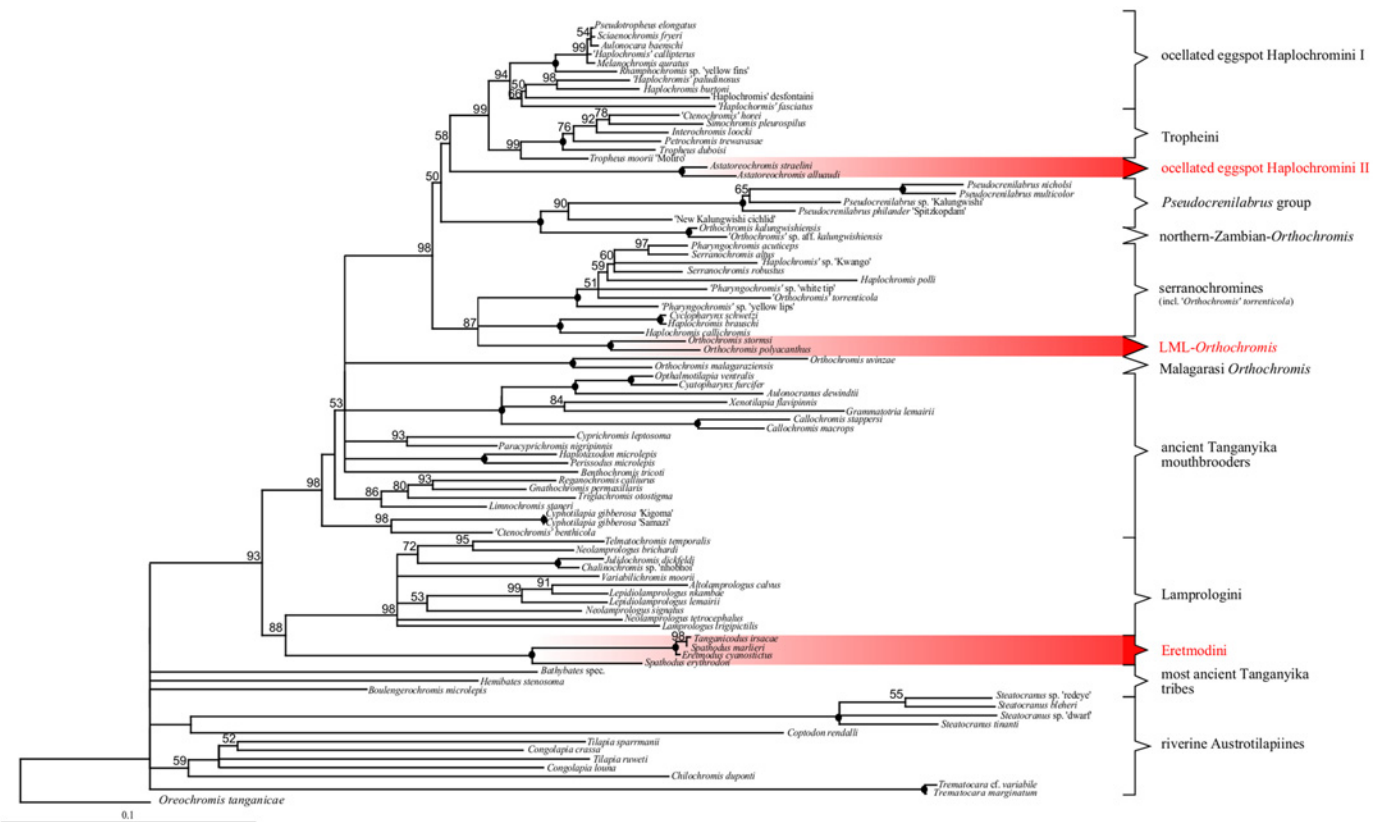 Pseudotropheus elongatus
54
Sciaenochromis fryeri
Aulonocara baenschi
99
'Haplochromis' callipterus
Melanochromis auratus
Rhamphochromis sp. 'yellow fins'
94
50
98
'Haplochromis' paludinosus
Haplochromis burtoni
'Haplochromis' desfontaini
'Haplochormis' fasciatus
ocellated eggspot Haplochromini I
99
78
'Ctenochromis' horei
92
Simochromis pleurospilus
76
Interochromis loocki
Petrochromis trewavasae
99
Tropheus duboisi
Tropheus moorii 'Mouro'
Tropheini
58
Astatoreochromis straelini
Astatoreochromis alluaudi
ocellated eggspot Haplochromini II
50
Pseudocrenilabrus nicholsi
65
Pseudocrenilabrus multicolor
Pseudocrenilabrus sp. 'Kalungwishi'
90
Pseudocrenilabrus philander 'Spitzkopdam'
'New Kalungwishi cichlid'
Pseudocrenilabrus group
Orthochromis kalungwishiensis
'Orthochromis' sp. aff. kalungwishiensis
northern-Zambian-Orthochromis
98
97
Pharyngochromis acuticeps
Serranochromis altus
60
'Haplochromis' sp. 'Kwango'
59
Serranochromis robustus
Haplochromis polli
51
'Pharyngochromis' sp. 'white tip'
'Orthochromis' torrenticola
'Pharyngochromis' sp. 'yellow lips'
serranochromines
(incl. 'Orthochromis' torrenticola)
87
Cyclopharynx schwetzi
Haplochromis brauschi
Haplochromis callichromis
Orthochromis stormsi
Orthochromis polyacanthus
LML-Orthochromis
Orthochromis uvinzae
Orthochromis malagaraziensis
Malagarasi Orthochromis
Opthalmotilapia ventralis
Cyatopharynx furcifer
Aulonocranus dewindtii
53
84
Xenotilapia flavipinnis
Grammatotria lemairii
Callochromis stappersi
Callochromis macrops
93
Cyprichromis leptosoma
Paracyprichromis nigripinnis
Haplotaxodon microlepis
Perissodus microlepis
Benthochromis tricoti
98
93
Reganochromis calliurus
86
80
Gnathochromis permaxillaris
Triglachromis otostigma
Limnochromis staneri
98
Cyphotilapia gibberosa 'Kigoma'
Cyphotilapia gibberosa 'Samazi'
'Ctenochromis' benthicola
ancient Tanganyika
mouthbrooders
93
72
95
Telmatochromis temporalis
Neolamprologus brichardi
Julidochromis dickfeldi
Chalinochromis sp. 'ndobhoi'
Variabilichromis moorii
91
Altolamprologus calvus
99
Lepidiolamprologus nkambae
53
Lepidiolamprologus lemairii
98
Neolamprologus signatus
Neolamprologus tetrocephalus
Lamprologini
88
98
Tanganicodus irsacae
Spathodus marlieri
Eretmodus cyanostictus
Spathodus erythrodon
Eretmodini
Bathybates spec.
Hemibates stenosoma
Boulengerochromis microlepis
most ancient Tanganyika
tribes
55
Steatocranus sp. 'redeye'
Steatocranus bleheri
Steatocranus sp. 'dwarf'
Steatocranus tinanti
Coptodon rendalli
52
Tilapia sparrmanii
Congolapia crassa
59
Tilapia ruweti
Congolapia louna
Chilochromis duponti
riverine Austrotilapiines
Trematocara cf. variabile
Trematocara marginatum
Oreochromis tanganicae
0.1